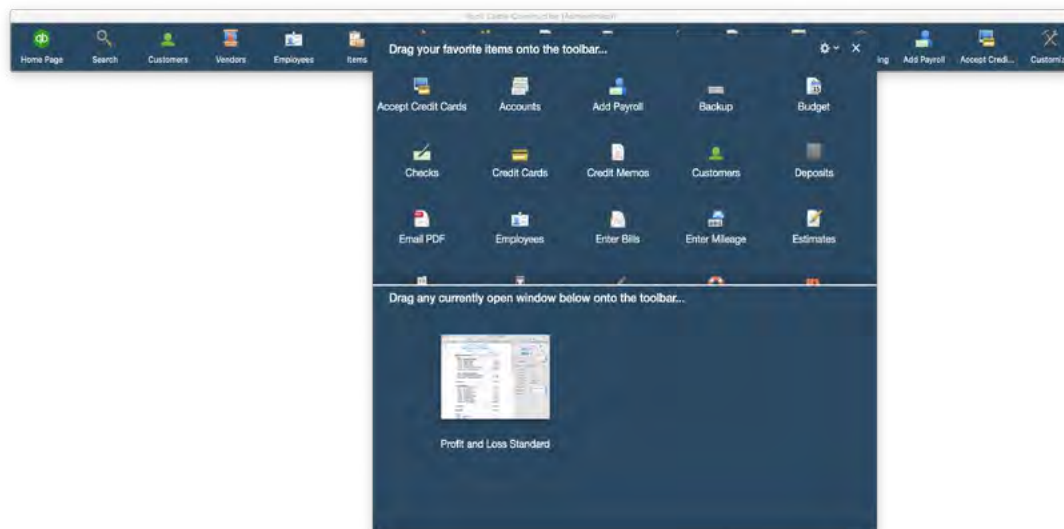 Home Page Search Customers Vendors Employees Items
Add Payroll Accept Credi... Customiz
Drag your favorite items onto the toolbar...
Accept Credit Cards Accounts Add Payroll Backup Budget
Checks Credit Cards Credit Memos Customers Deposits
Email PDF Employees Enter Bills Enter Mileage Estimates
Drag any currently open window below onto the toolbar...
Profit and Loss Standard